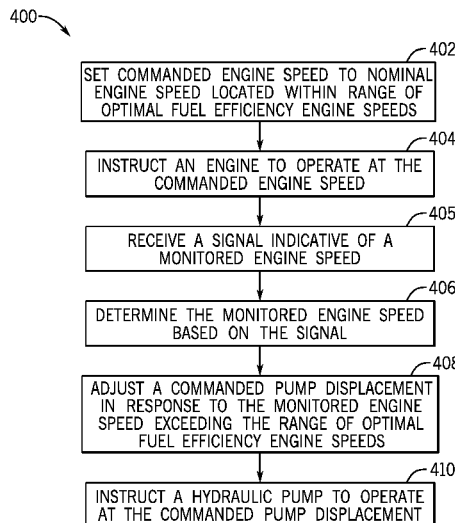 400
402
SET COMMANDED ENGINE SPEED TO NOMINAL
ENGINE SPEED LOCATED WITHIN RANGE OF
OPTIMAL FUEL EFFICIENCY ENGINE SPEEDS
404
INSTRUCT AN ENGINE TO OPERATE AT THE
COMMANDED ENGINE SPEED
405
RECEIVE A SIGNAL INDICATIVE OF A
MONITORED ENGINE SPEED
406
DETERMINE THE MONITORED ENGINE SPEED
BASED ON THE SIGNAL
408
ADJUST A COMMANDED PUMP DISPLACEMENT
IN RESPONSE TO THE MONITORED ENGINE
SPEED EXCEEDING THE RANGE OF OPTIMAL
FUEL EFFICIENCY ENGINE SPEEDS
410
INSTRUCT A HYDRAULIC PUMP TO OPERATE
AT THE COMMANDED PUMP DISPLACEMENT